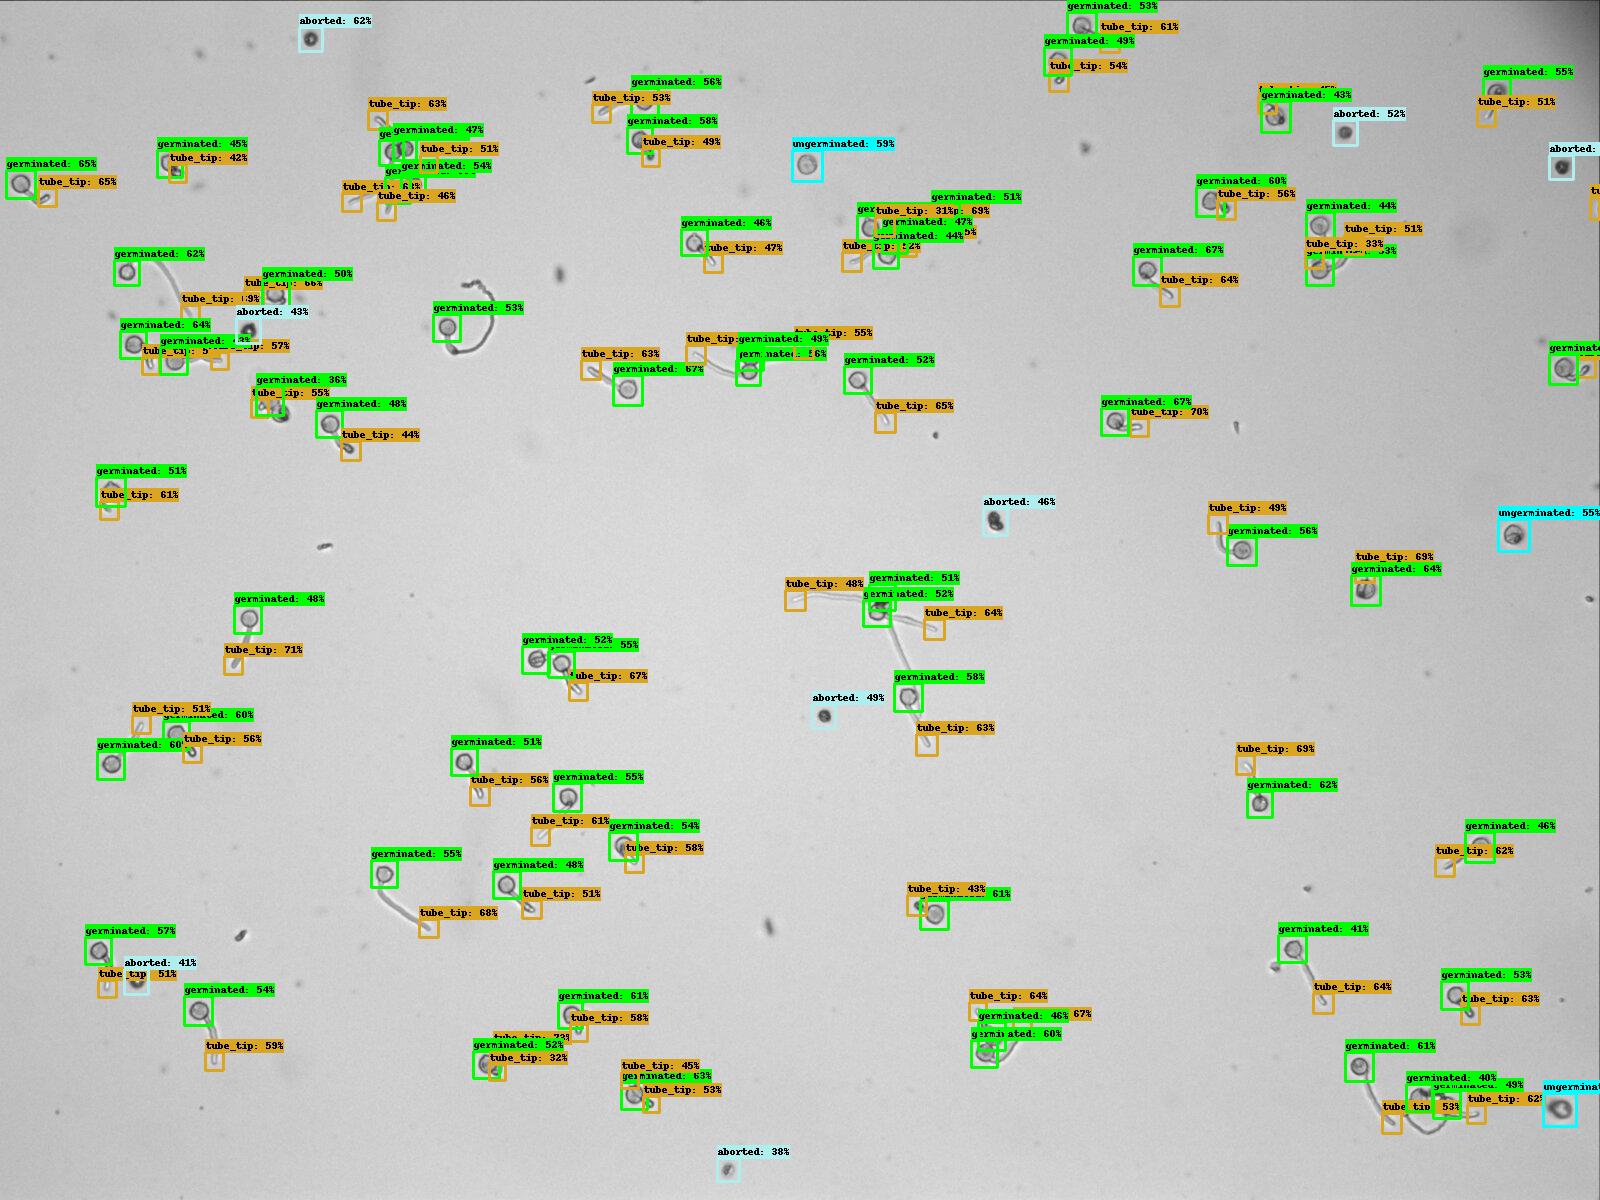 germinated: 53%
aborted: 62%
tube_tip: 61%
germinated: 49%
tube_tip: 54%
germinated: 55%
germinated: 56%
germinated: 43%
tube_tip: 53%
tube_tip: 51%
tube_tip: 63%
aborted: 52%
germinated: 58%
germinated: 47%
tube_tip: 49%
ungerminated: 59%
germinated: 45%
tube_tip: 51%
aborted:
tube_tip: 42%
germinated: 65%
54%
tube_tip: 65%
germinated: 60%
tube_tip: 46%
tube_tip: 56%
germinated: 51%
germinated: 44%
tube_tip: 31%
69%
germinated: 46%
germinated: 47%
tube_tip: 51%
germinated: 44%
tube_tip: 47%
tube_tip: 33%
germinated: 62%
germinated: 67%
germinated: 50%
tube_tip: 64%
germinated: 53%
aborted: 43%
germinated: 64%
germinated: 49%
55%
57%
tube_tip: 63%
germinated: 52%
67%
germinated: 36%
tube_tip: 55%
germinated: 48%
tube_tip: 65%
germinated: 67%
tube_tip: 70%
tube_tip: 44%
germinated: 51%
tube_tip: 61%
aborted: 46%
tube_tip: 49%
ungerminated: 55%
germinated: 56%
tube_tip: 69%
germinated: 64%
germinated: 51%
tube_tip: 48%
germinated: 52%
germinated: 48%
tube_tip: 64%
germinated: 52%
55%
tube_tip: 71%
tube_tip: 67%
germinated: 58%
aborted: 49%
tube_tip: 51%
60%
tube_tip: 63%
tube_tip: 56%
germinated: 60
germinated: 51%
tube_tip: 69%
tube_tip: 56%
germinated: 55%
germinated: 62%
tube_tip: 61%
germinated: 54%
germinated: 46%
tube_tip: 58%
tube_tip: 62%
germinated: 55%
germinated: 48%
tube_tip: 51%
tube_tip: 43%
61%
tube_tip: 68%
germinated: 57%
germinated: 41%
aborted: 41%
51%
germinated: 53%
germinated: 54%
tube_tip: 64%
germinated: 61%
tube_tip: 64%
tube_tip: 63%
tube_tip: 58%
germinated: 46%
67%
germinated: 60%
germinated: 52%
tube_tip: 59%
germinated: 61%
tube_tip: 32%
tube_tip: 45%
germinated: 63%
germinated: 40%
49%
tube_tip: 53%
tube_tip: 62%
tube_tip 53%
aborted: 38%